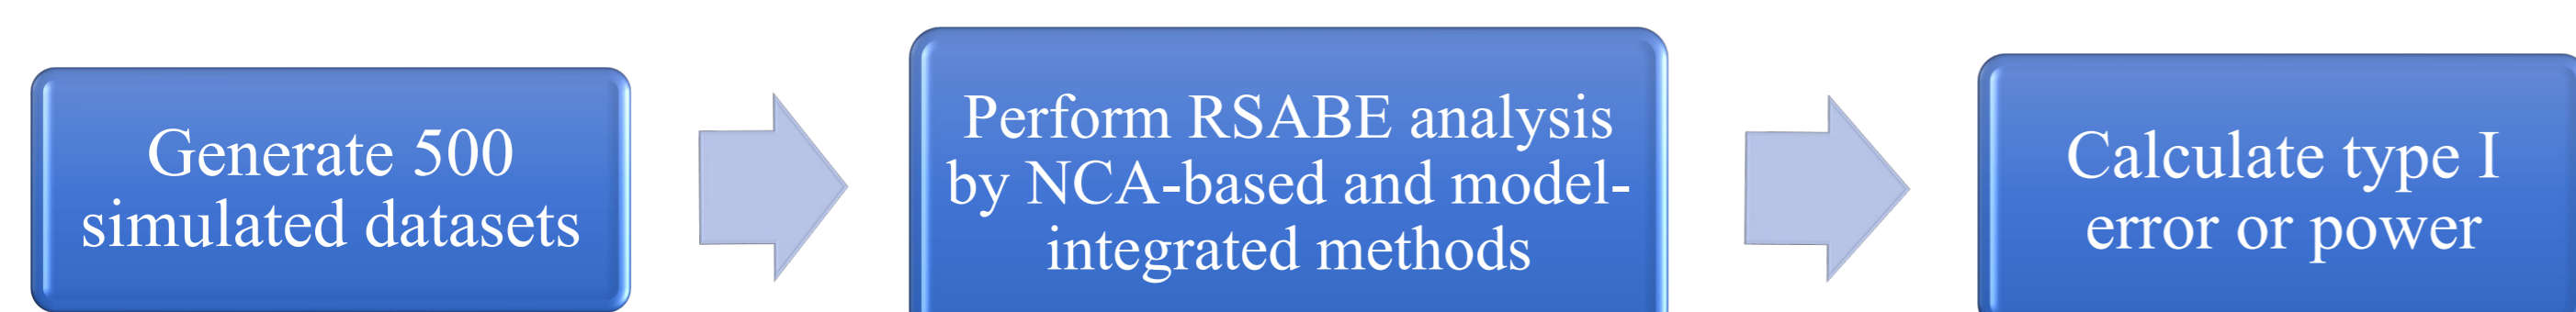 Generate 500
simulated datasets
Perform RSABE analysis
by NCA-based and model-
integrated methods
Calculate type I
error or power